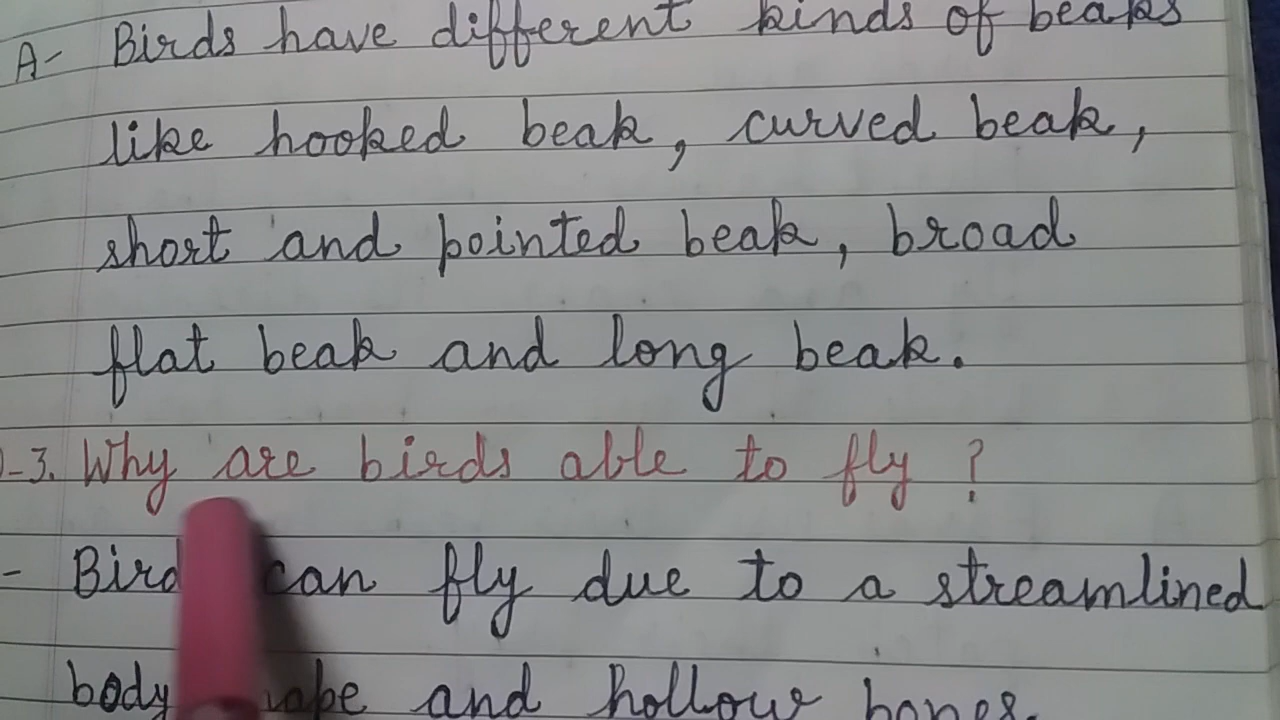 A- Birds have different kinds of beaks
like hooked beak, curved beak,
short and pointed beak, broad
flat beak and long beak.
-3. Why are birds able to fly?
- can fly due to a streamlined
body and hollow bones.